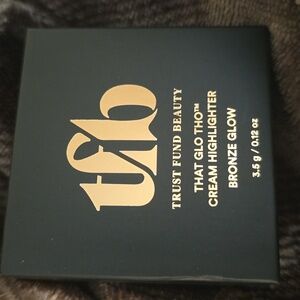 tfb
TRUST FUND BEAUTY
THAT GLO THO™
CREAM HIGHLIGHTER
BRONZE GLOW
3.5 g / 0.12 oz